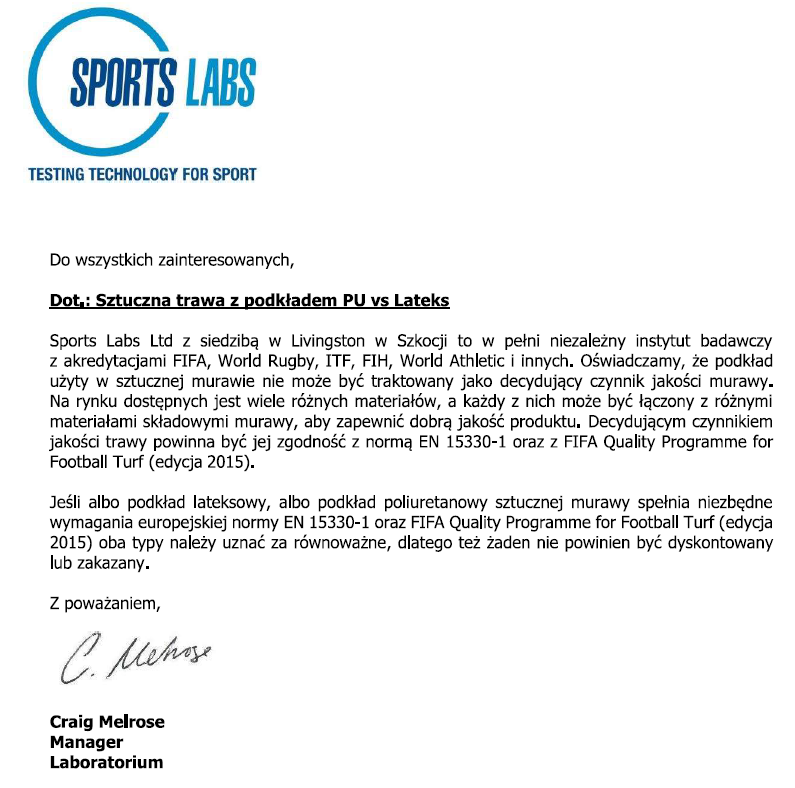 SPORTS LABS
TESTING TECHNOLOGY FOR SPORT
Do wszystkich zainteresowanych,
Dot.: Sztuczna trawa z podkładem PU vs Lateks
Sports Labs Ltd z siedzibą w Livingston w Szkocji to w pełni niezależny instytut badawczy
z akredytacjami FIFA, World Rugby, ITF, FIH, World Athletic i innych. Oświadczamy, że podkład
użyty w sztucznej murawie nie może być traktowany jako decydujący czynnik jakości murawy.
Na rynku dostępnych jest wiele różnych materiałów, a każdy z nich może być łączony z różnymi
materiałami składowymi murawy, aby zapewnić dobrą jakość produktu. Decydującym czynnikiem
jakości trawy powinna być jej zgodność z normą EN 15330-1 oraz z FIFA Quality Programme for
Football Turf (edycja 2015).
Jeśli albo podkład lateksowy, albo podkład poliuretanowy sztucznej murawy spełnia niezbędne
wymagania europejskiej normy EN 15330-1 oraz FIFA Quality Programme for Football Turf (edycja
2015) oba typy należy uznać za równoważne, dlatego też żaden nie powinien być dyskontowany
lub zakazany.
Z poważaniem,
C. Melrose
Craig Melrose
Manager
Laboratorium